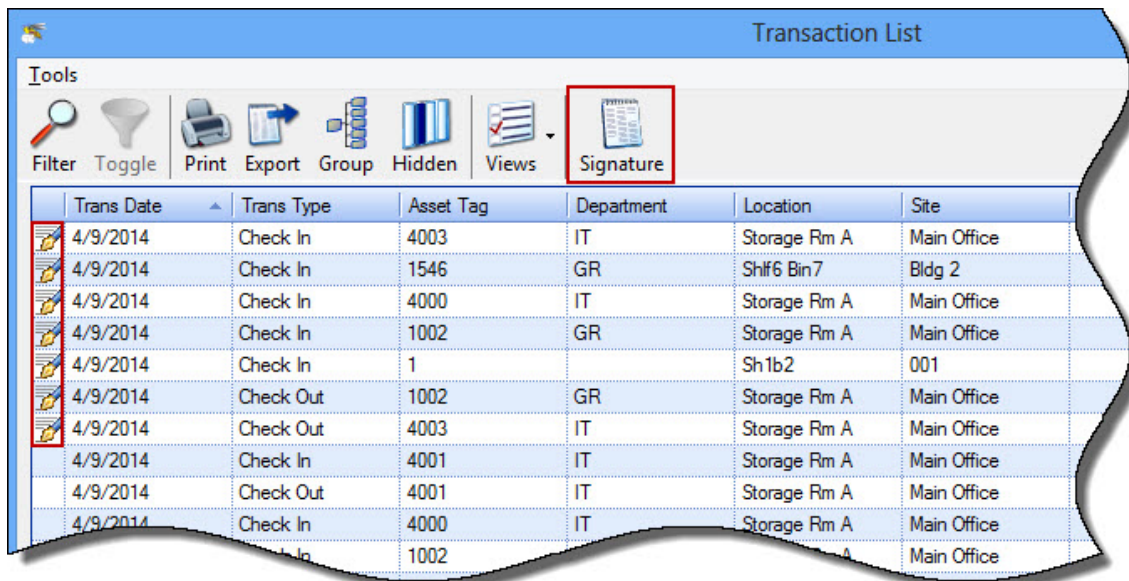 Transaction List
Tools
Filter Toggle Print Export Group Hidden Views Signature
Trans Date Trans Type Asset Tag Department Location Site
4/9/2014 Check In 4003 IT Storage Rm A Main Office
4/9/2014 Check In 1546 GR Shlf6 Bin7 Bldg 2
4/9/2014 Check In 4000 IT Storage Rm A Main Office
4/9/2014 Check In 1002 GR Storage Rm A Main Office
4/9/2014 Check In 1 Sh1b2 001
4/9/2014 Check Out 1002 GR Storage Rm A Main Office
4/9/2014 Check Out 4003 IT Storage Rm A Main Office
4/9/2014 Check In 4001 IT Storage Rm A Main Office
4/9/2014 Check Out 4001 IT Storage Rm A Main Office
4/9/2014 Check In 4000 IT Storage Rm A Main Office
In 1002 A Main Office